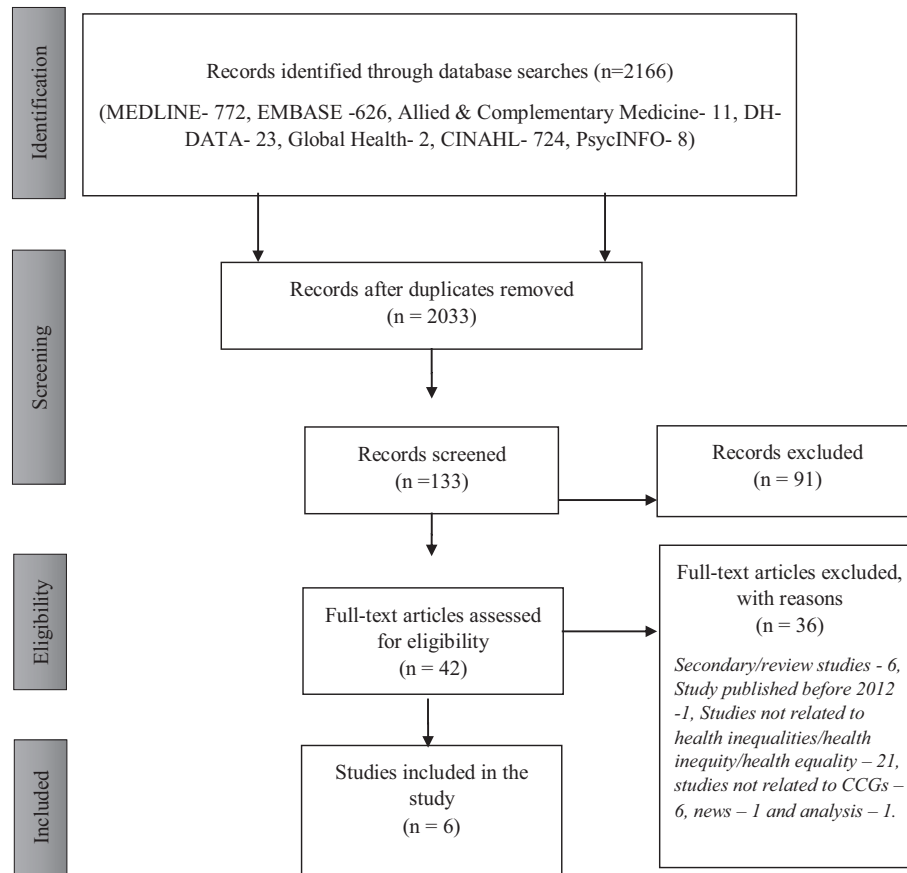 Identification
Records identified through database searches (n=2166)
(MEDLINE- 772, EMBASE -626, Allied & Complementary Medicine- 11, DH-
DATA- 23, Global Health- 2, CINAHL- 724, PsycINFO- 8)
Screening
Records after duplicates removed
(n = 2033)
Records screened
(n =133)
Records excluded
(n = 91)
Eligibility
Full-text articles assessed
for eligibility
(n = 42)
Full-text articles excluded,
with reasons
(n = 36)
Secondary/review studies - 6,
Study published before 2012
-1, Studies not related to
health inequalities/health
inequity/health equality – 21,
studies not related to CCGs –
6, news – 1 and analysis – 1.
Included
Studies included in the
study
(n = 6)